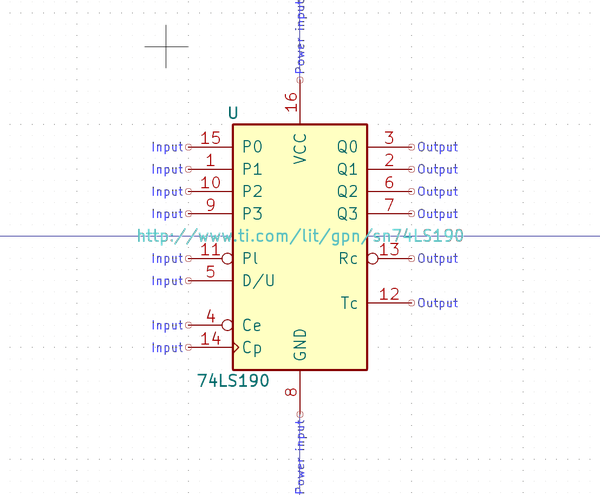 Power input
16
U
VCC
Input 15 P0 Q0 3 Output
Input 1 P1 Q1 2 Output
Input 10 P2 Q2 6 Output
Input 9 P3 Q3 7 Output
http://www.ti.com/lit/gpn/sn74LS190
Input 11 Pl Rc 13 Output
Input 5 D/U
Tc 12 Output
Input 4 Ce
Input 14 Cp
GND
74LS190
8
Power input